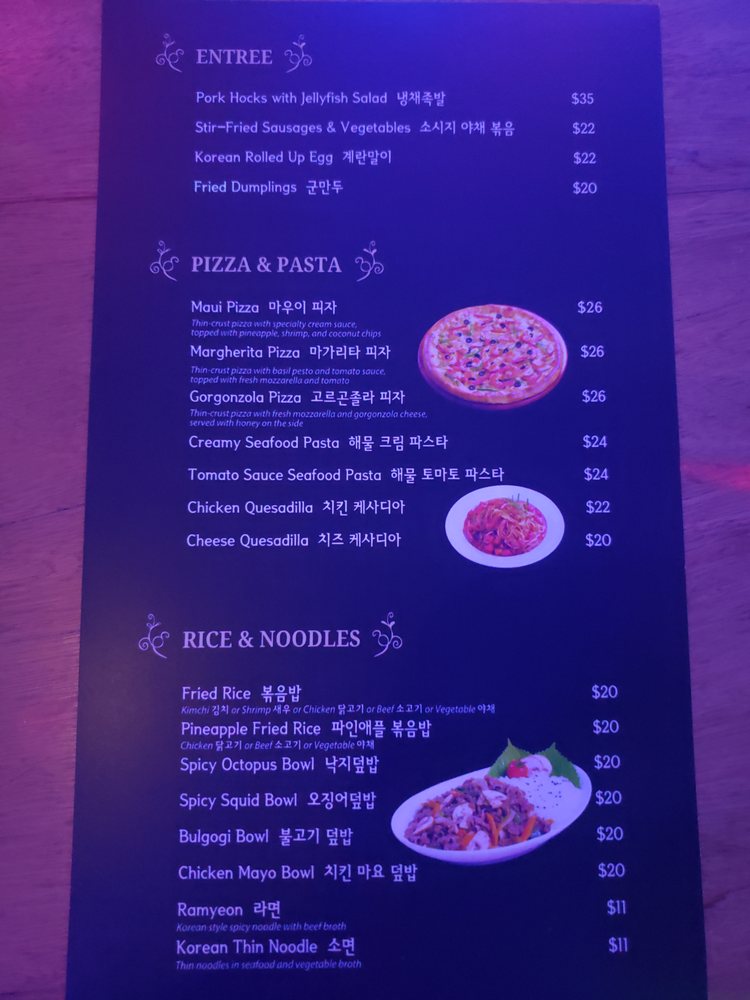 ENTREE
Pork Hocks with Jellyfish Salad 냉채족발 $35
Stir-Fried Sausages & Vegetables 소시지 야채 볶음 $22
Korean Rolled Up Egg 계란말이 $22
Fried Dumplings 군만두 $20
PIZZA & PASTA
Maui Pizza 마우이 피자 $26
Thin-crust pizza with specialty cream sauce,
topped with pineapple, shrimp, and coconut chips
Margherita Pizza 마가리타 피자 $26
Thin-crust pizza with basil pesto and tomato sauce,
topped with fresh mozzarella and tomato
Gorgonzola Pizza 고르곤졸라 피자 $26
Thin-crust pizza with fresh mozzarella and gorgonzola cheese,
served with honey on the side
Creamy Seafood Pasta 해물 크림 파스타 $24
Tomato Sauce Seafood Pasta 해물 토마토 파스타 $24
Chicken Quesadilla 치킨 케사디아 $22
Cheese Quesadilla 치즈 케사디아 $20
RICE & NOODLES
Fried Rice 볶음밥 $20
Kimchi 김치 or Shrimp 새우 or Chicken 닭고기 or Beef 소고기 or Vegetable 야채
Pineapple Fried Rice 파인애플 볶음밥 $20
Chicken 닭고기 or Beef 소고기 or Vegetable 야채
Spicy Octopus Bowl 낙지덮밥 $20
Spicy Squid Bowl 오징어덮밥 $20
Bulgogi Bowl 불고기 덮밥 $20
Chicken Mayo Bowl 치킨 마요 덮밥 $20
Ramyeon 라면 $11
Korean style spicy noodle with beef broth
Korean Thin Noodle 소면 $11
Thin noodles in seafood and vegetable broth